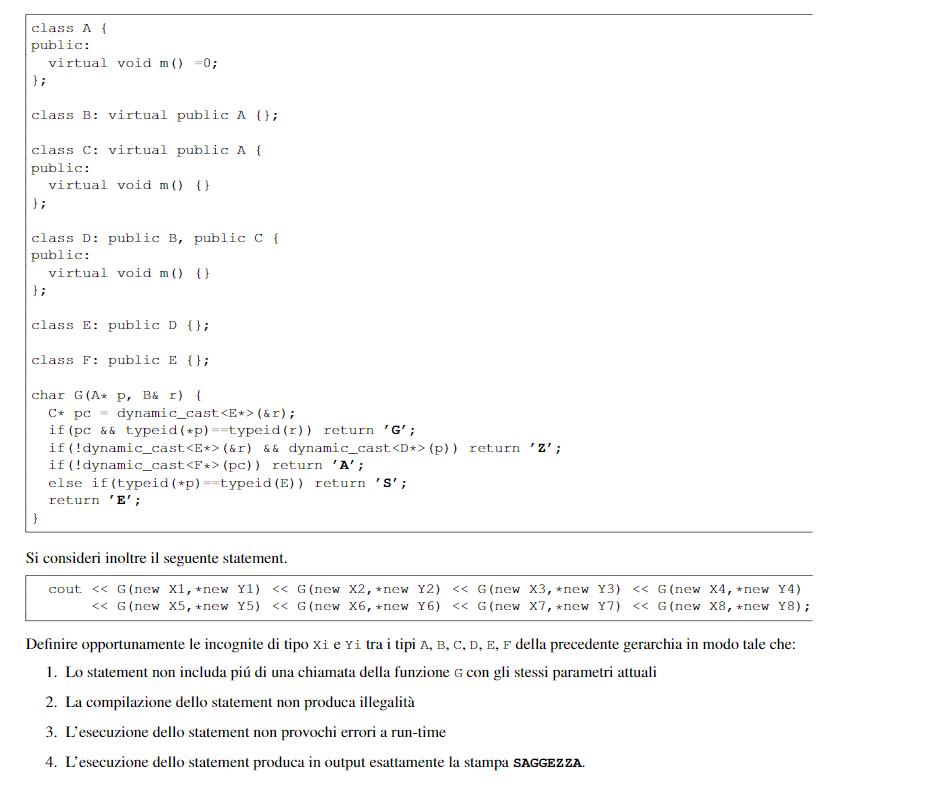 class A {
public:
virtual void m() =0;
};
class B: virtual public A {};
class C: virtual public A {
public:
virtual void m() {}
};
class D: public B, public C {
public:
virtual void m() {}
};
class E: public D {};
class F: public E {};
char G(A* p, B& r) {
C* pc = dynamic_cast<E*>(&r);
if(pc && typeid(*p)==typeid(r)) return 'G';
if(!dynamic_cast<E*>(&r) && dynamic_cast<D*>(p)) return 'Z';
if(!dynamic_cast<F*>(pc)) return 'A';
else if(typeid(*p)==typeid(E)) return 'S';
return 'E';
}
Si consideri inoltre il seguente statement.
cout << G(new X1,*new Y1) << G(new X2,*new Y2) << G(new X3,*new Y3) << G(new X4,*new Y4)
<< G(new X5,*new Y5) << G(new X6,*new Y6) << G(new X7,*new Y7) << G(new X8,*new Y8);
Definire opportunamente le incognite di tipo Xi e Yi tra i tipi A, B, C, D, E, F della precedente gerarchia in modo tale che:
1. Lo statement non includa piú di una chiamata della funzione G con gli stessi parametri attuali
2. La compilazione dello statement non produca illegalità
3. L'esecuzione dello statement non provochi errori a run-time
4. L'esecuzione dello statement produca in output esattamente la stampa SAGGEZZA.